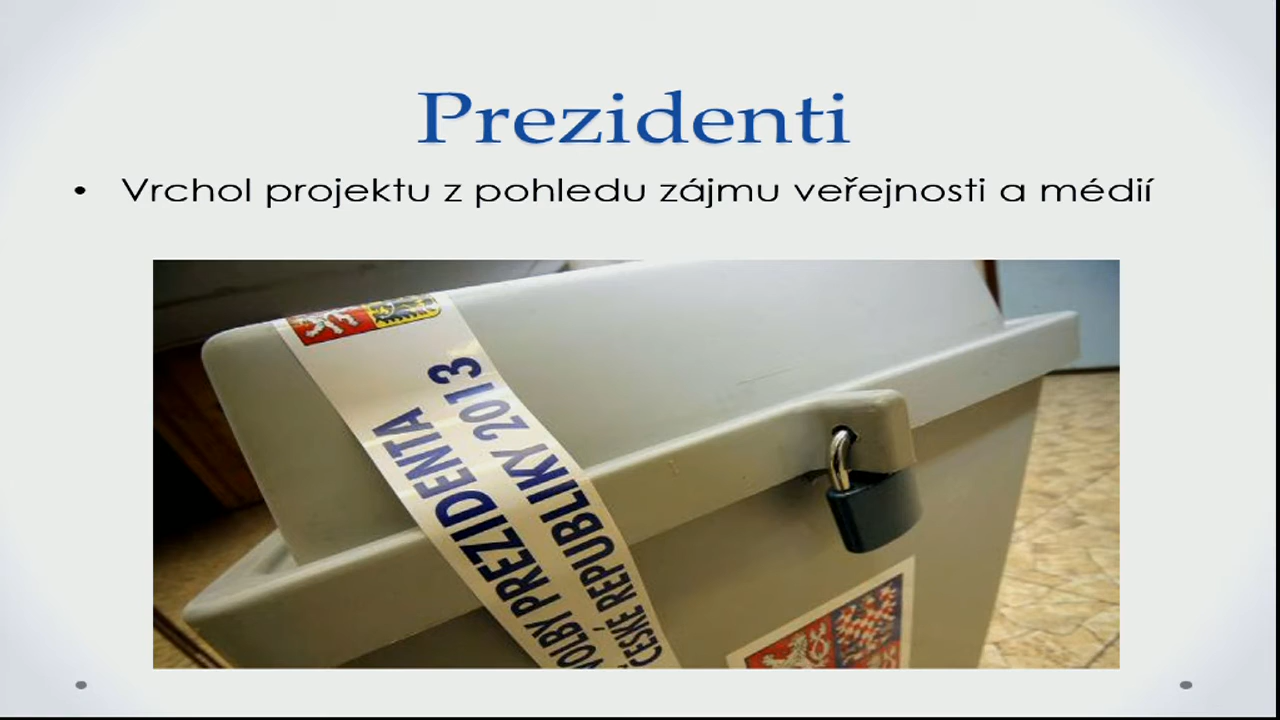 Prezidenti
• Vrchol projektu z pohledu zájmu veřejnosti a médií
VOLBY PREZIDENTA
ČESKÉ REPUBLIKY 2013